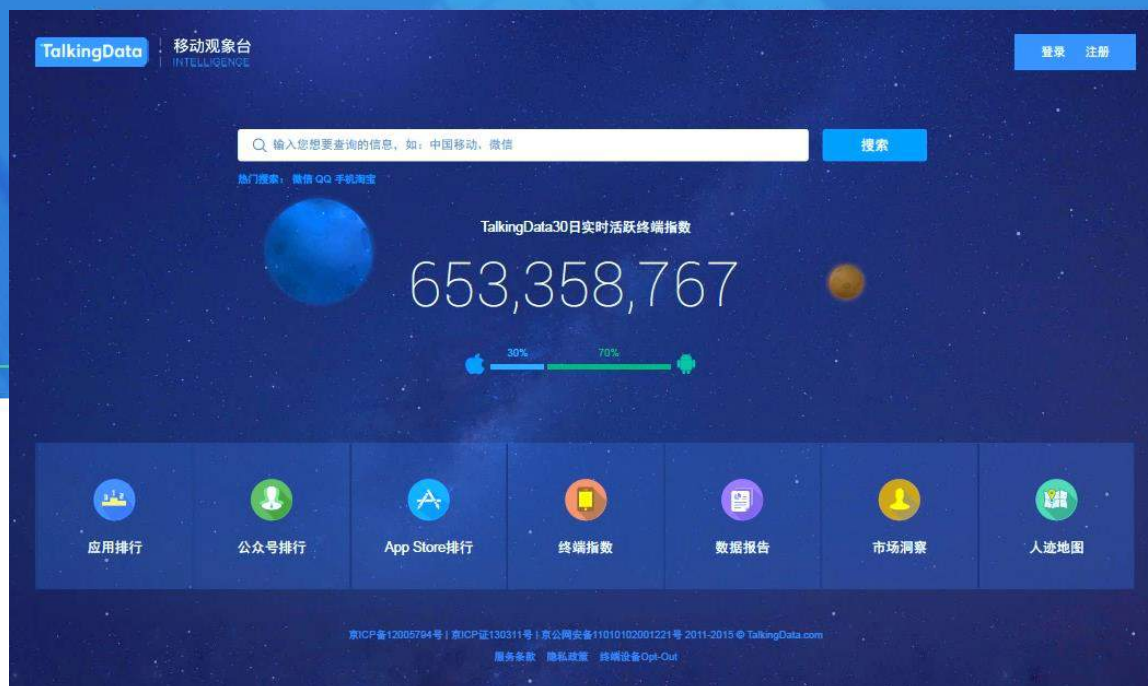 TalkingData 移动观象台
INTELLIGENCE
登录 注册
输入您想要查询的信息，如：中国移动、微信
搜索
热门搜索： 微信 QQ 手机淘宝
TalkingData30日实时活跃终端指数
653,358,767
30% 70%
应用排行 公众号排行 App Store排行 终端指数 数据报告 市场洞察 人迹地图
京ICP备12005794号 | 京ICP证130311号 | 京公网安备11010102001221号 2011-2015 © TalkingData.com
服务条款 隐私政策 终端设备Opt-Out